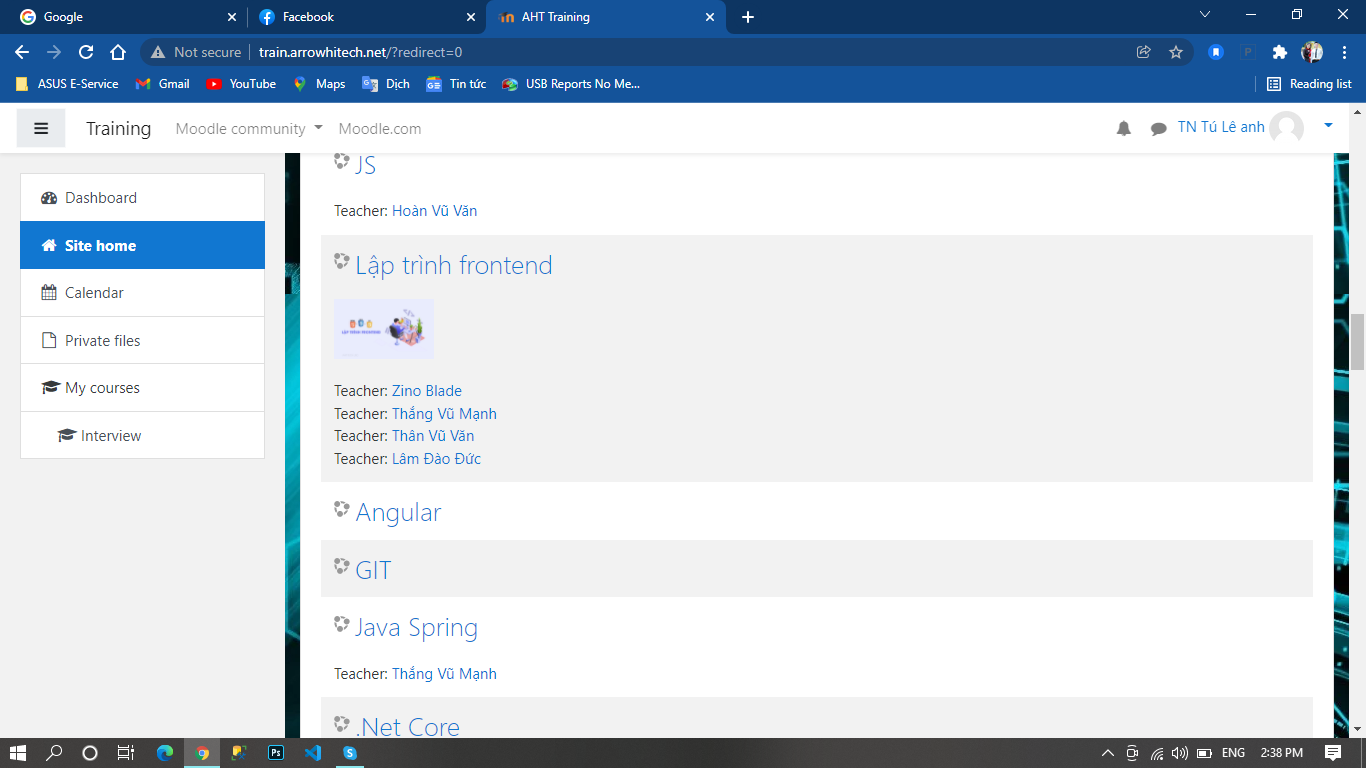 Google
Facebook
AHT Training
Not secure
train.arrowhitech.net/?redirect=0
ASUS E-Service
Gmail
YouTube
Maps
Dịch
Tin tức
USB Reports No Me...
Reading list
Training
Moodle community
Moodle.com
TN Tú Lê anh
Dashboard
Site home
Calendar
Private files
My courses
Interview
JS
Teacher: Hoàn Vũ Văn
Lập trình frontend
LẬP TRÌNH FRONTEND
Teacher: Zino Blade
Teacher: Thắng Vũ Mạnh
Teacher: Thân Vũ Văn
Teacher: Lâm Đào Đức
Angular
GIT
Java Spring
Teacher: Thắng Vũ Mạnh
.Net Core
Ps
ENG
2:38 PM